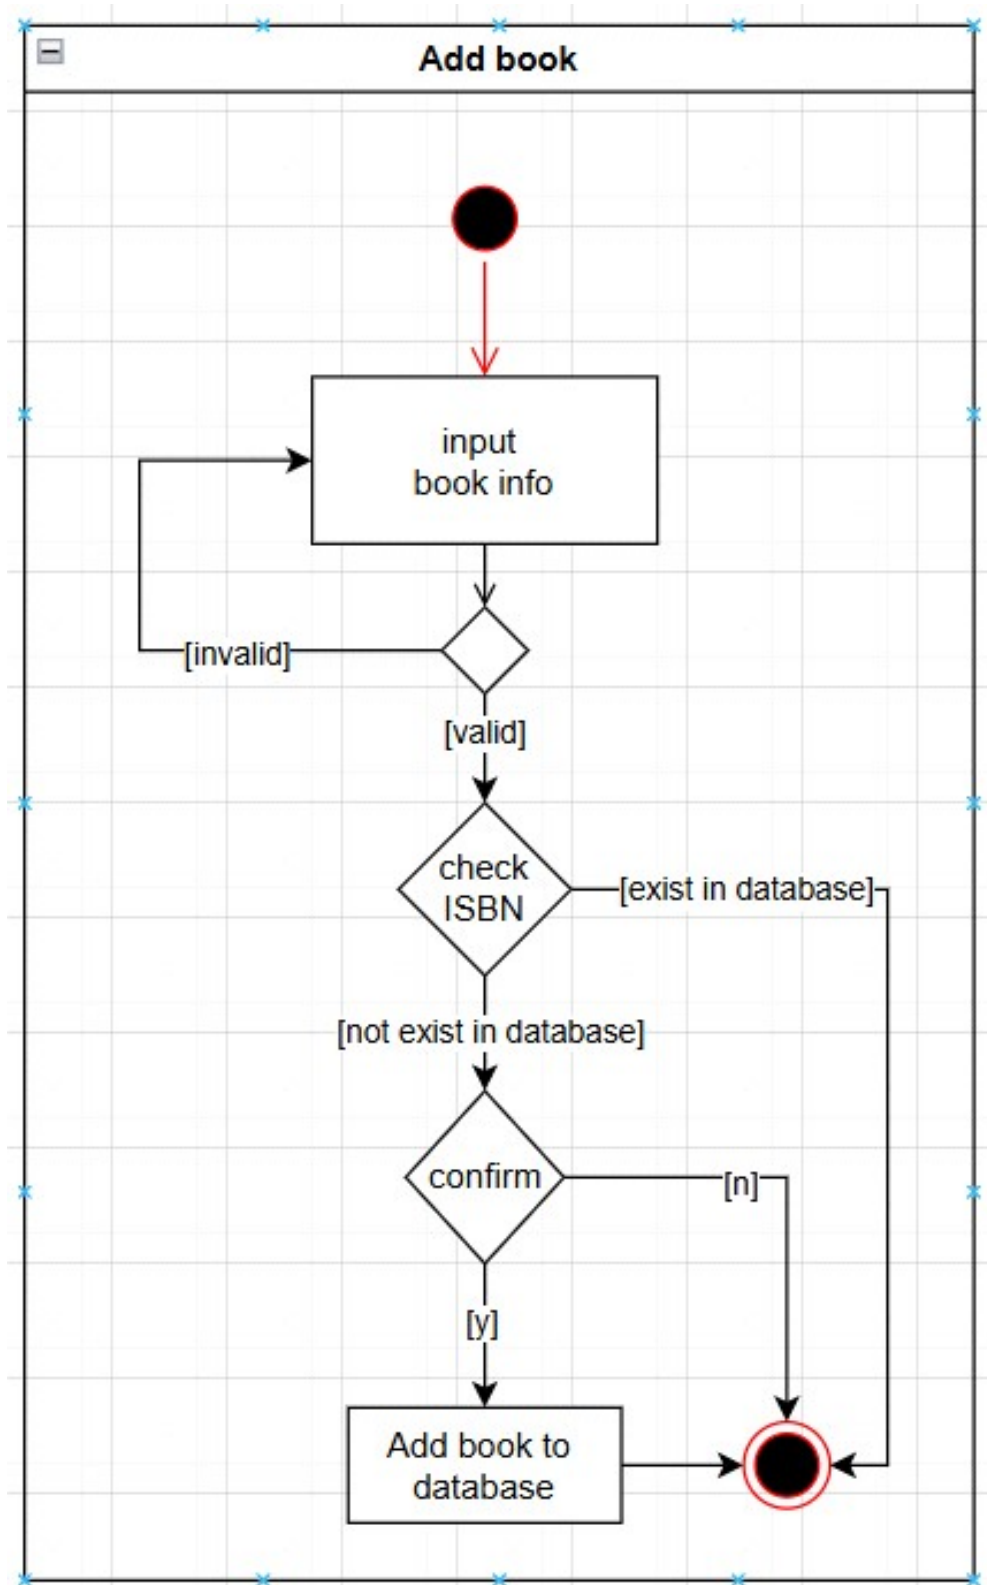 Add book
input
book info
[invalid]
[valid]
check
ISBN
[exist in database]
[not exist in database]
confirm
[n]
[y]
Add book to
database